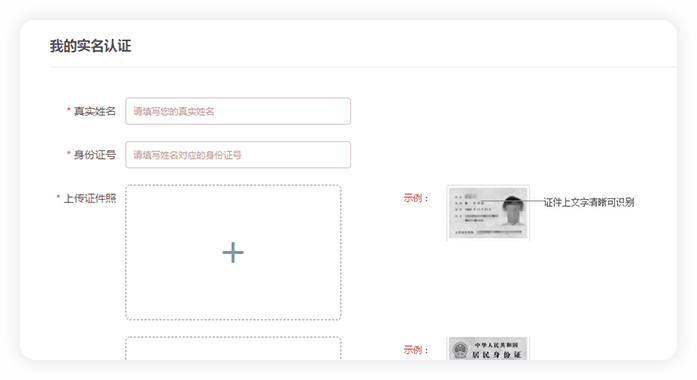 我的实名认证
* 真实姓名
请填写您的真实姓名
* 身份证号
请填写姓名对应的身份证号
* 上传证件照
示例：
证件上文字清晰可识别
示例：
中华人民共和国
居民身份证